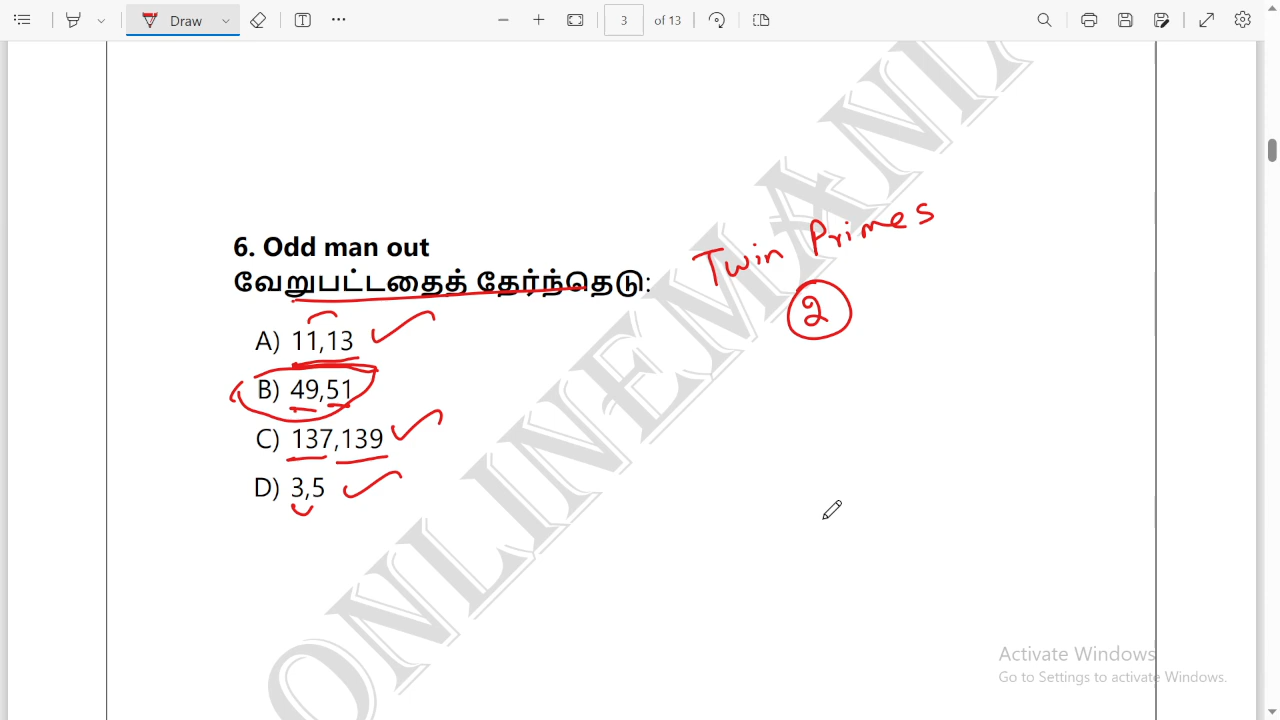 Draw
3
of 13
6. Odd man out
வேறுபட்டதைத் தேர்ந்தெடு:
Twin Primes
2
A) 11,13
B) 49,51
C) 137,139
D) 3,5
ONLINEMANIA
Activate Windows
Go to Settings to activate Windows.